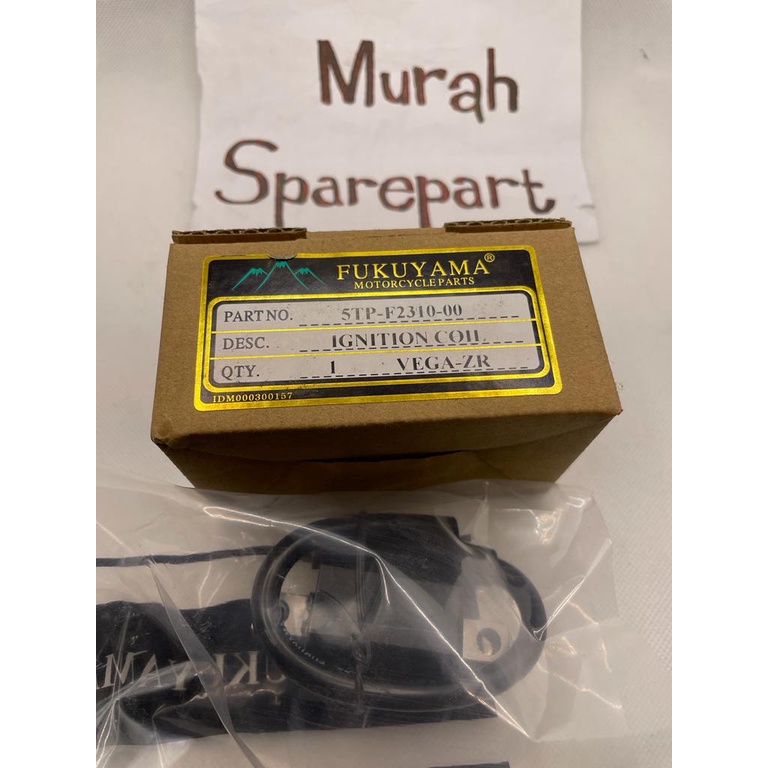 Murah
Sparepart
FUKUYAMA®
MOTORCYCLE PARTS
PART NO. 5TP-F2310-00
DESC. IGNITION COIL
QTY. 1 VEGA-ZR
IDM000300157